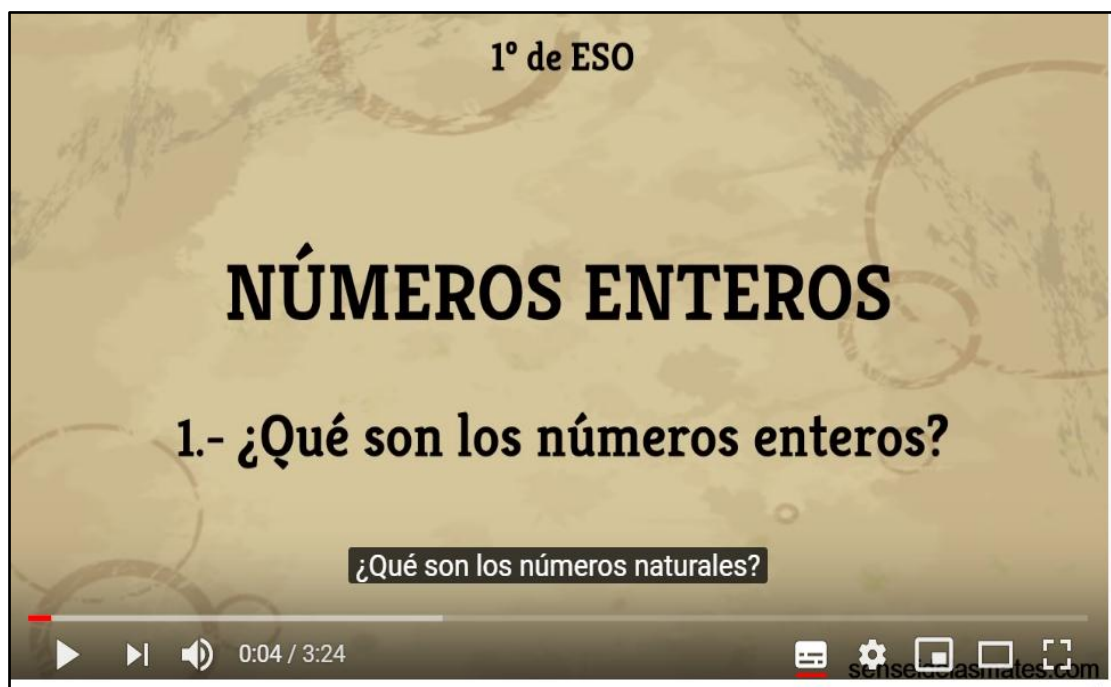 1º de ESO
NÚMEROS ENTEROS
1.- ¿Qué son los números enteros?
¿Qué son los números naturales?
0:04 / 3:24
senseidelasmates.com